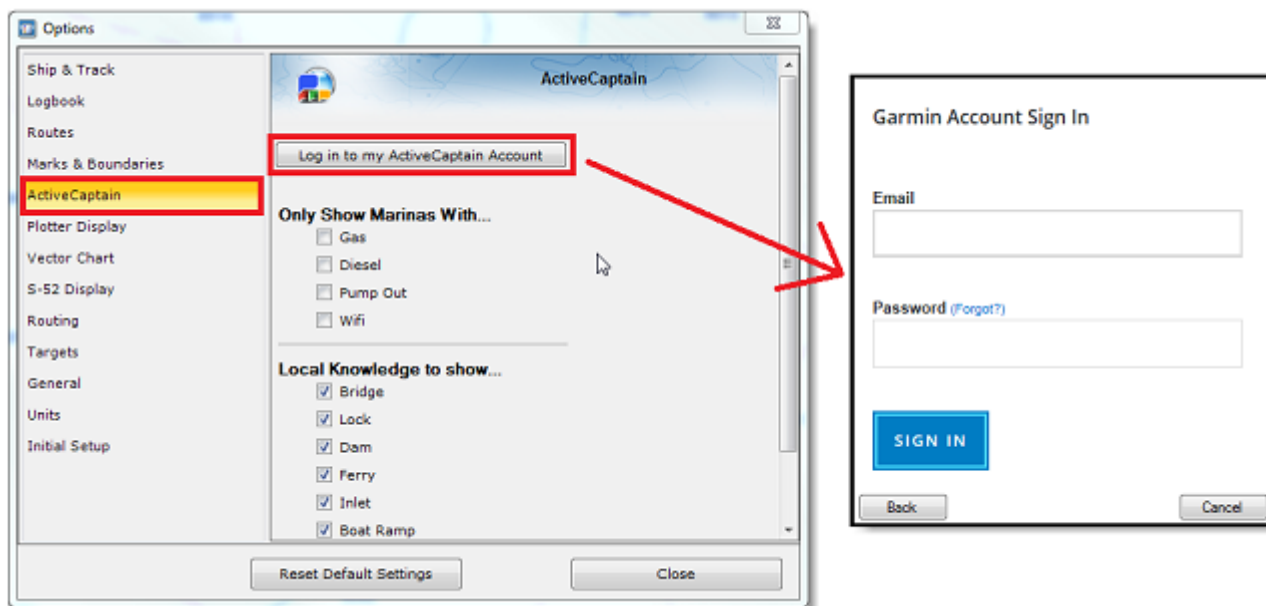 Options
Ship & Track
Logbook
Routes
Marks & Boundaries
ActiveCaptain
Plotter Display
Vector Chart
S-52 Display
Routing
Targets
General
Units
Initial Setup
ActiveCaptain
Log in to my ActiveCaptain Account
Only Show Marinas With...
Gas
Diesel
Pump Out
Wifi
Local Knowledge to show...
Bridge
Lock
Dam
Ferry
Inlet
Boat Ramp
Reset Default Settings
Close
Garmin Account Sign In
Email
Password (Forgot?)
SIGN IN
Back
Cancel